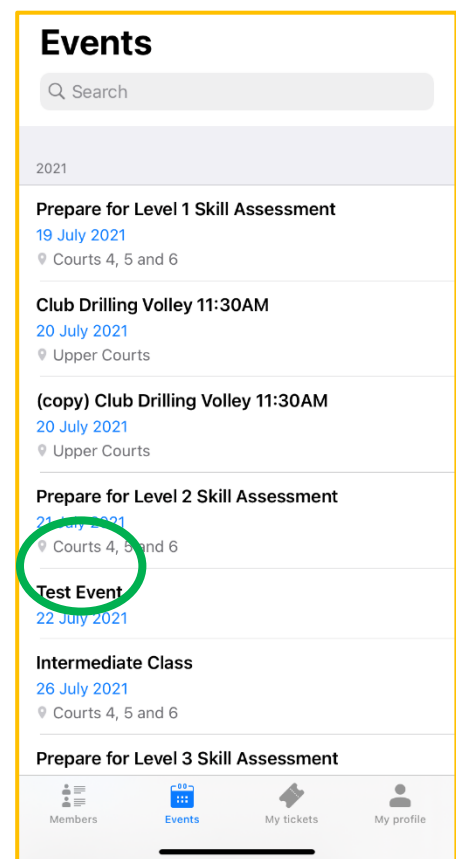 Events
Search
2021
Prepare for Level 1 Skill Assessment
19 July 2021
Courts 4, 5 and 6
Club Drilling Volley 11:30AM
20 July 2021
Upper Courts
(copy) Club Drilling Volley 11:30AM
20 July 2021
Upper Courts
Prepare for Level 2 Skill Assessment
21 July 2021
Courts 4, 5 and 6
Test Event
22 July 2021
Intermediate Class
26 July 2021
Courts 4, 5 and 6
Prepare for Level 3 Skill Assessment
Members Events My tickets My profile